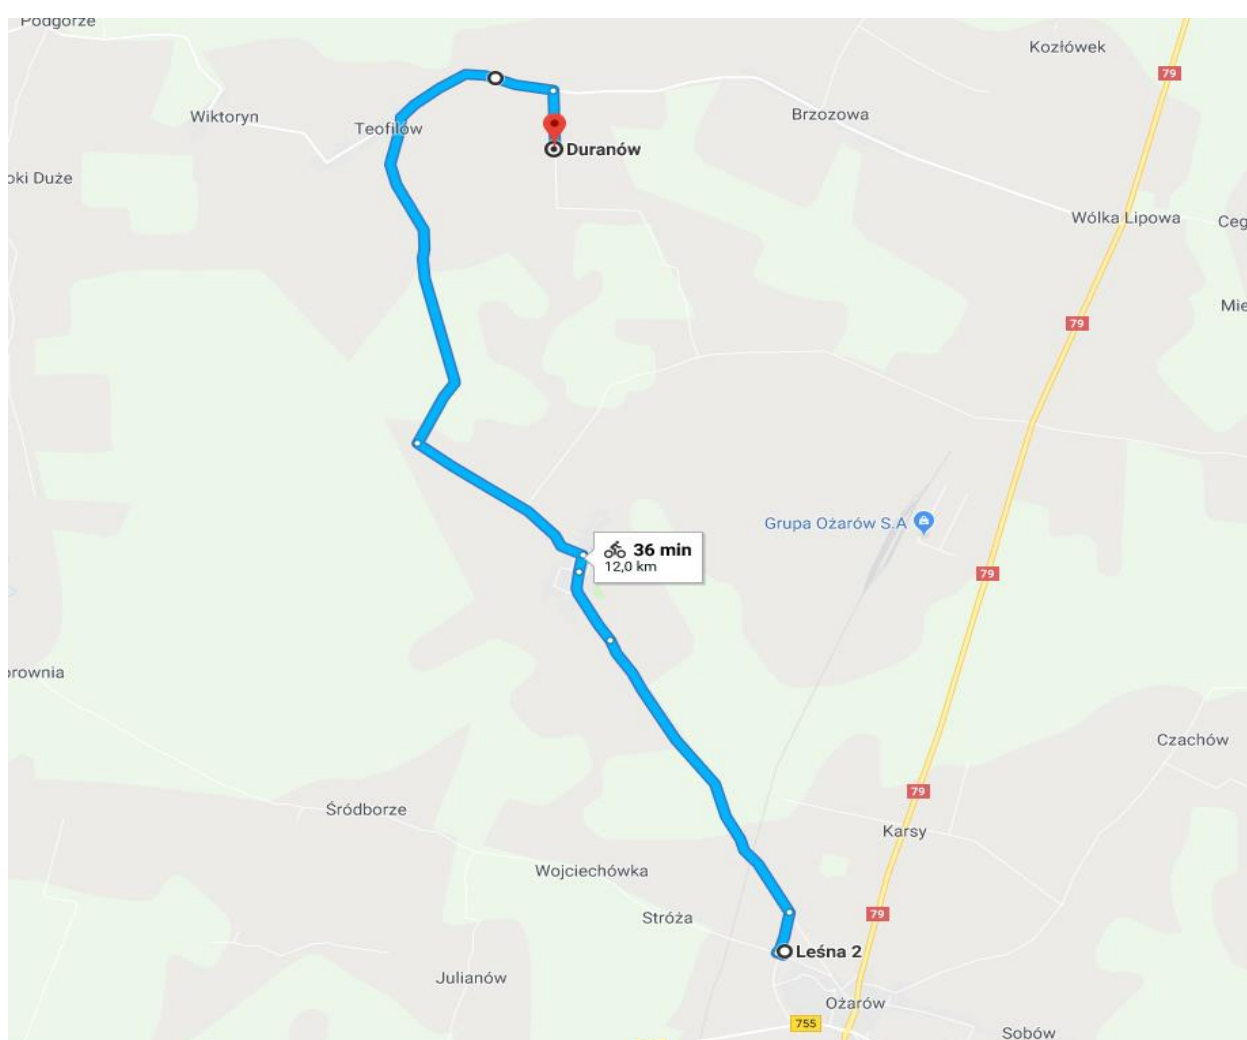 Podgórze
Kozłówek
79
Wiktoryn
Teofilów
Brzozowa
Duranów
oki Duże
Wólka Lipowa
Ceg
Mie
79
Grupa Ożarów S.A
36 min
12,0 km
79
orownia
Czachów
79
Śródborze
Karsy
Wojciechówka
Stróża
79
Leśna 2
Julianów
Ożarów
755
Sobów